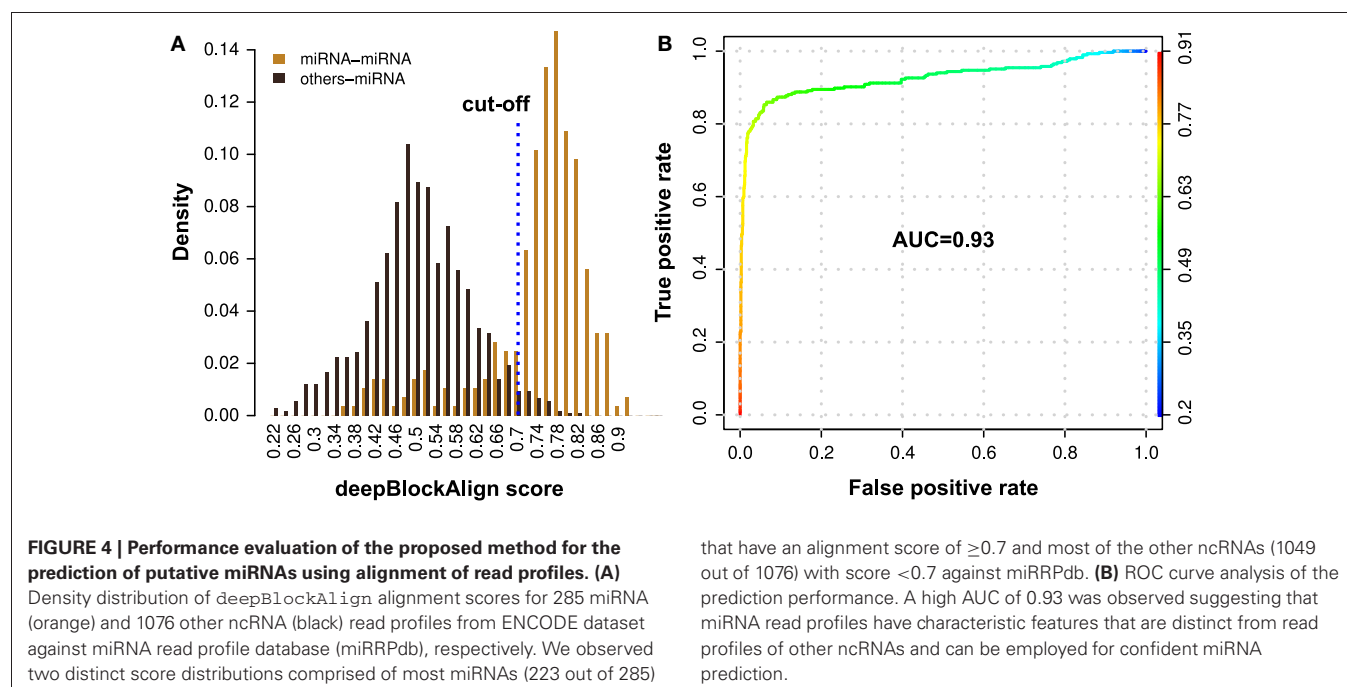 A
miRNA–miRNA
others–miRNA
cut-off
Density
0.14
0.12
0.10
0.08
0.06
0.04
0.02
0.00
0.22 0.26 0.3 0.34 0.38 0.42 0.46 0.5 0.54 0.58 0.62 0.66 0.7 0.74 0.78 0.82 0.86 0.9
deepBlockAlign score
B
True positive rate
1.0
0.8
0.6
0.4
0.2
0.0
AUC=0.93
0.91
0.77
0.63
0.49
0.35
0.2
0.0 0.2 0.4 0.6 0.8 1.0
False positive rate
FIGURE 4 | Performance evaluation of the proposed method for the
prediction of putative miRNAs using alignment of read profiles. (A)
Density distribution of deepBlockAlign alignment scores for 285 miRNA
(orange) and 1076 other ncRNA (black) read profiles from ENCODE dataset
against miRNA read profile database (miRRPdb), respectively. We observed
two distinct score distributions comprised of most miRNAs (223 out of 285)
that have an alignment score of ≥0.7 and most of the other ncRNAs (1049
out of 1076) with score <0.7 against miRRPdb. (B) ROC curve analysis of the
prediction performance. A high AUC of 0.93 was observed suggesting that
miRNA read profiles have characteristic features that are distinct from read
profiles of other ncRNAs and can be employed for confident miRNA
prediction.